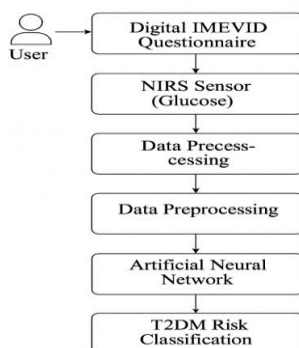 User
Digital IMEVID
Questionnaire
NIRS Sensor
(Glucose)
Data Precess-
cessing
Data Preprocessing
Artificial Neural
Network
T2DM Risk
Classification